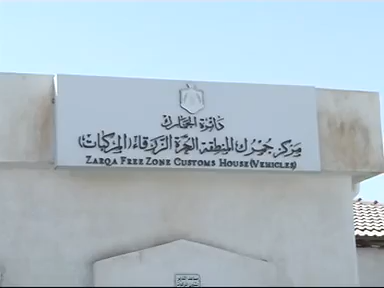 دائرة الجمارك
مركز جمرك المنطقة الحرة الزرقاء (المركبات)
ZARQA FREE ZONE CUSTOMS HOUSE (VEHICLES)